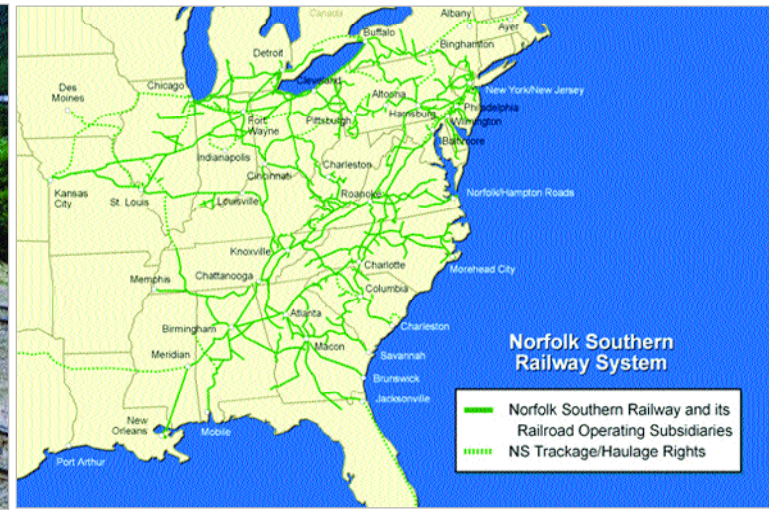 Canada
Albany
Ayer
Buffalo
Binghamton
Detroit
Cleveland
Chicago
Des
Moines
Altoona
New York/New Jersey
Philadelphia
Fort
Wayne
Pittsburgh
Harrisburg
Wilmington
Baltimore
Indianapolis
Charleston
Cincinnati
Kansas
City
St. Louis
Louisville
Roanoke
Norfolk/Hampton Roads
Knoxville
Charlotte
Morehead City
Memphis
Chattanooga
Columbia
Atlanta
Charleston
Birmingham
Meridian
Macon
Savannah
Brunswick
Jacksonville
New
Orleans
Mobile
Port Arthur
Norfolk Southern
Railway System
Norfolk Southern Railway and its
Railroad Operating Subsidiaries
NS Trackage/Haulage Rights